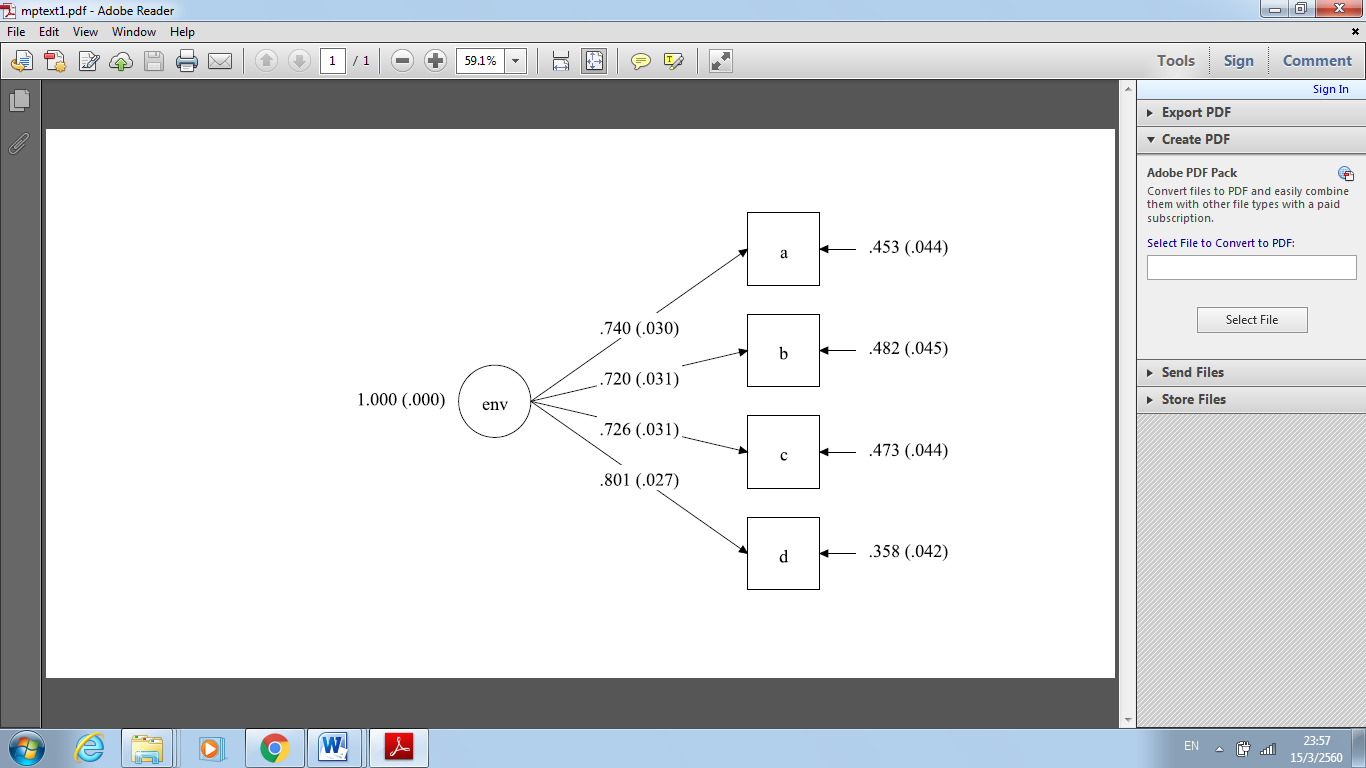 mptext1.pdf - Adobe Reader
File Edit View Window Help
1 / 1 59.1% Tools Sign Comment
Sign In
Export PDF
Create PDF
Adobe PDF Pack
Convert files to PDF and easily combine
them with other file types with a paid
subscription.
Select File to Convert to PDF:
Select File
Send Files
Store Files
a .453 (.044)
.740 (.030)
b .482 (.045)
.720 (.031)
1.000 (.000) env
.726 (.031)
c .473 (.044)
.801 (.027)
d .358 (.042)
EN 23:57
15/3/2560